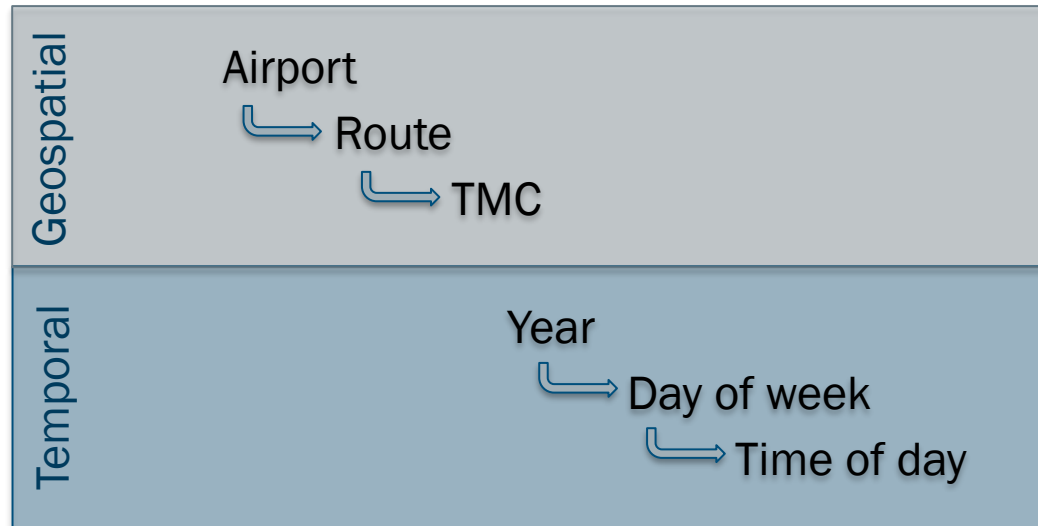 Geospatial
Airport
Route
TMC
Temporal
Year
Day of week
Time of day